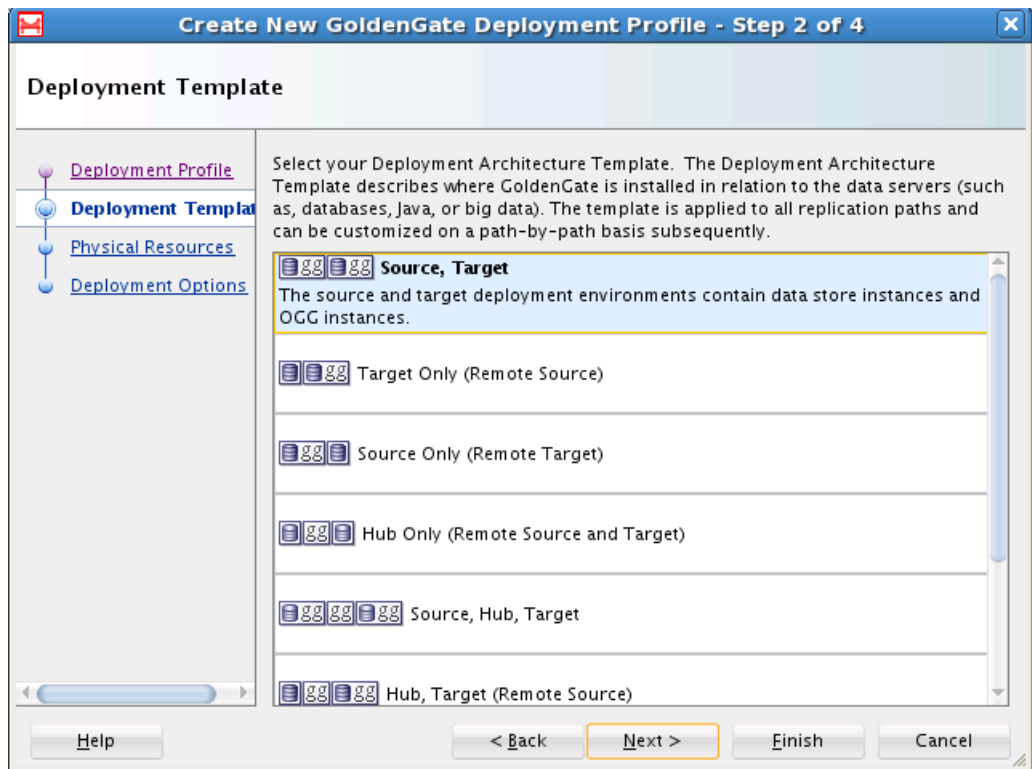 Create New GoldenGate Deployment Profile - Step 2 of 4
Deployment Template
Deployment Profile
Deployment Templat
Physical Resources
Deployment Options
Select your Deployment Architecture Template. The Deployment Architecture
Template describes where GoldenGate is installed in relation to the data servers (such
as, databases, Java, or big data). The template is applied to all replication paths and
can be customized on a path-by-path basis subsequently.
gg gg Source, Target
The source and target deployment environments contain data store instances and
OGG instances.
gg Target Only (Remote Source)
gg Source Only (Remote Target)
gg Hub Only (Remote Source and Target)
gg gg gg Source, Hub, Target
gg gg Hub, Target (Remote Source)
Help
< Back
Next >
Finish
Cancel